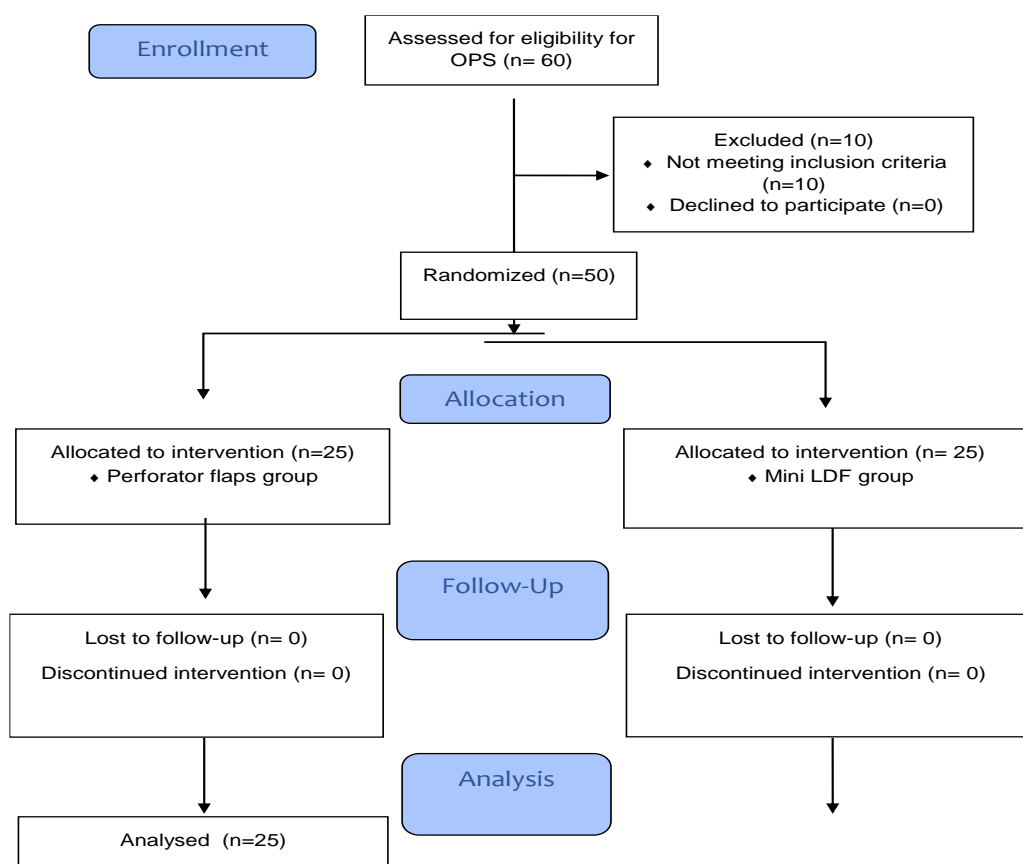 Enrollment
Assessed for eligibility for
OPS (n= 60)
Excluded (n=10)
⬥ Not meeting inclusion criteria
(n=10)
⬥ Declined to participate (n=0)
Randomized (n=50)
Allocation
Allocated to intervention (n=25)
⬥ Perforator flaps group
Allocated to intervention (n= 25)
⬥ Mini LDF group
Follow-Up
Lost to follow-up (n= 0)
Discontinued intervention (n= 0)
Lost to follow-up (n= 0)
Discontinued intervention (n= 0)
Analysis
Analysed (n=25)